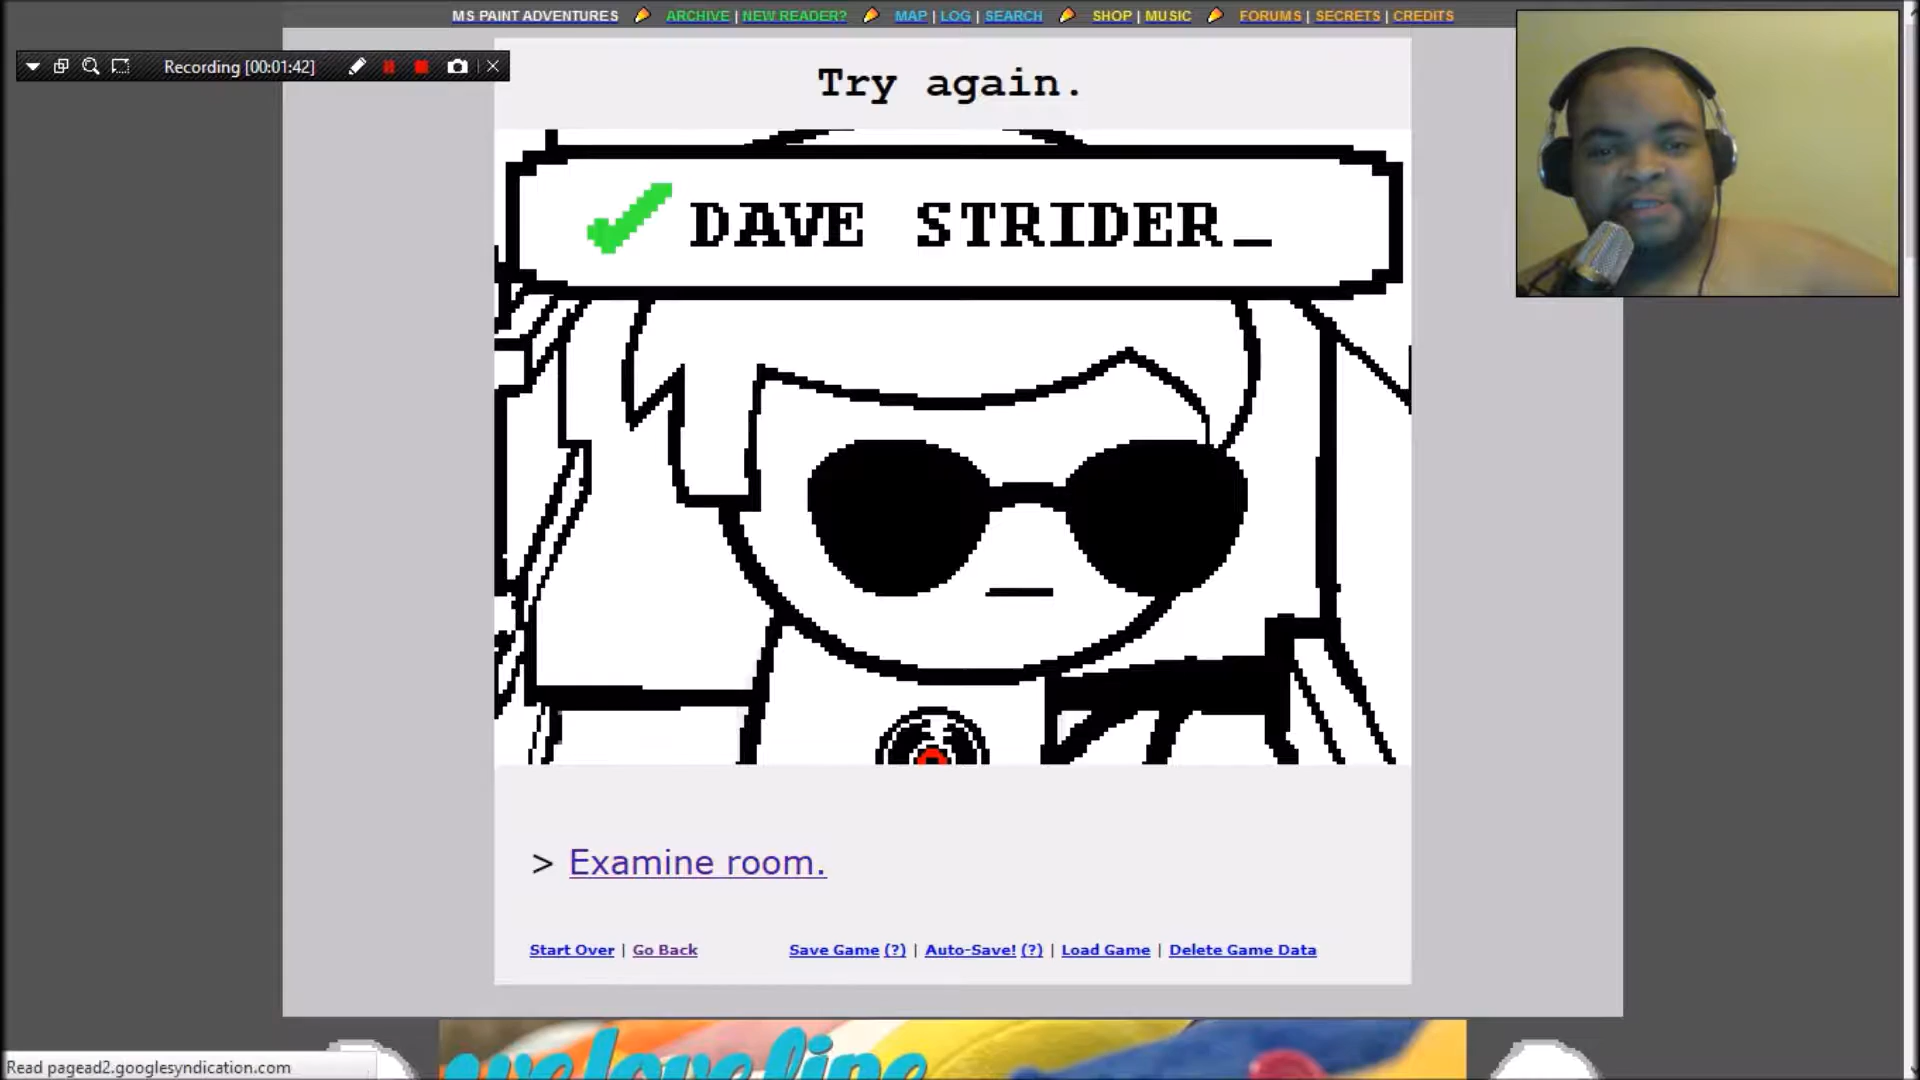 MS PAINT ADVENTURES ARCHIVE | NEW READER? MAP | LOG | SEARCH SHOP | MUSIC FORUMS | SECRETS | CREDITS
Recording [00:01:42]
Try again.
DAVE STRIDER_
> Examine room.
Start Over | Go Back Save Game (?) | Auto-Save! (?) | Load Game | Delete Game Data
welovefine
Read pagead2.googlesyndication.com